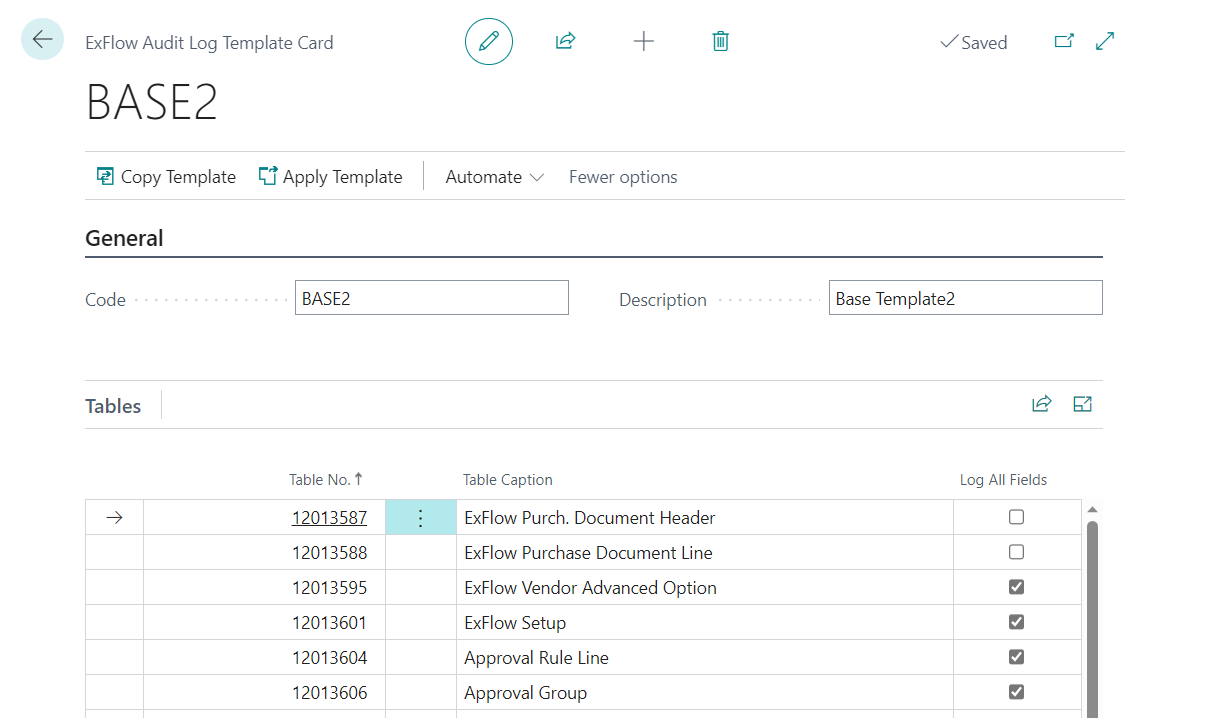 ExFlow Audit Log Template Card
Saved
BASE2
Copy Template Apply Template Automate Fewer options
General
Code BASE2 Description Base Template2
Tables
Table No. ↑ Table Caption Log All Fields
12013587 ExFlow Purch. Document Header
12013588 ExFlow Purchase Document Line
12013595 ExFlow Vendor Advanced Option
12013601 ExFlow Setup
12013604 Approval Rule Line
12013606 Approval Group